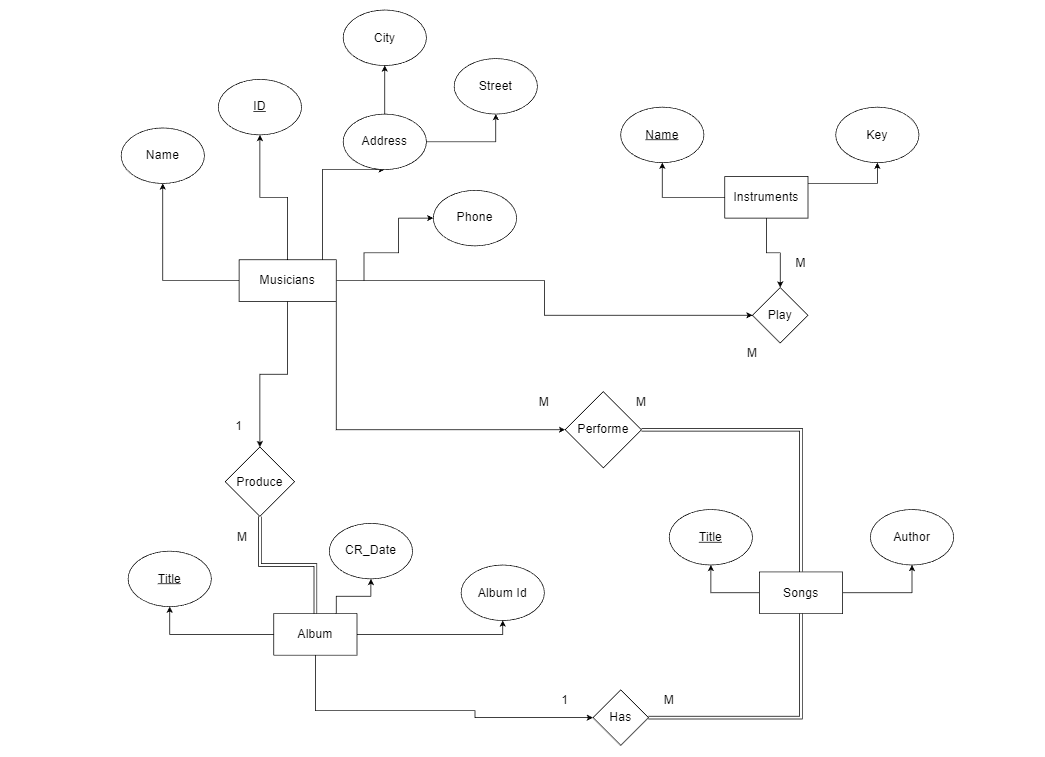 City
Street
ID
Name
Address
Name
Key
Instruments
Phone
M
Musicians
Play
M
M
M
1
Performe
Produce
M
Title
CR_Date
Album Id
Title
Author
Songs
Album
1
M
Has